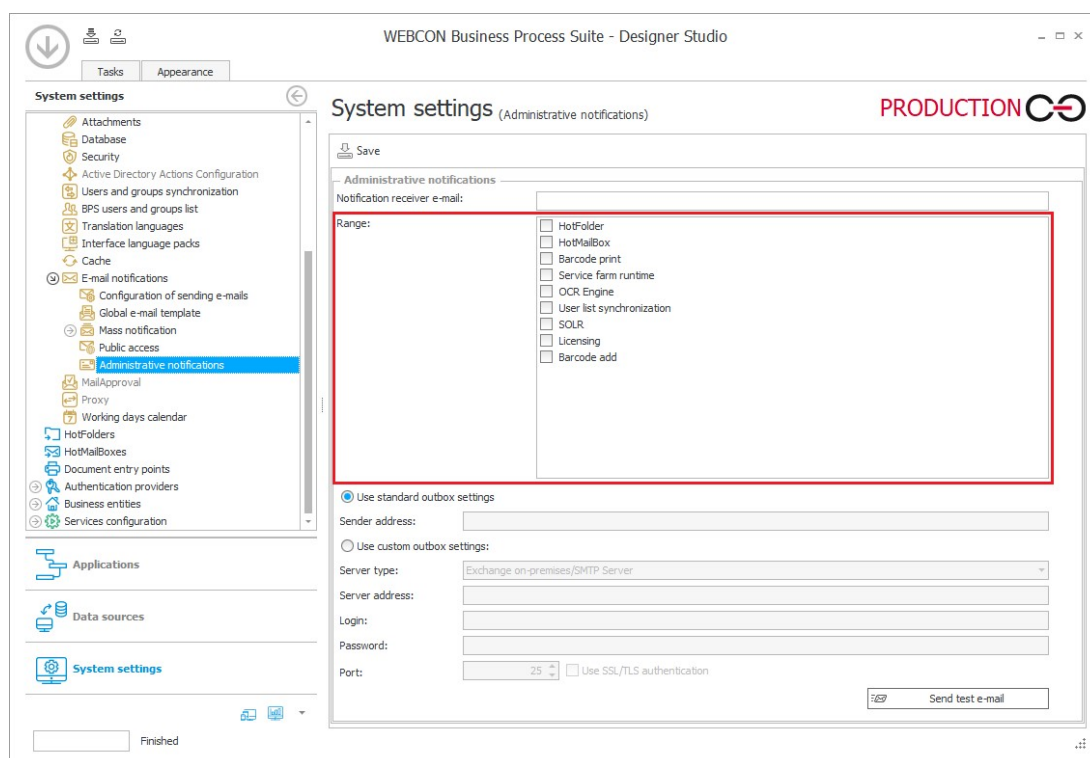 WEBCON Business Process Suite - Designer Studio
Tasks Appearance
System settings
Attachments
Database
Security
Active Directory Actions Configuration
Users and groups synchronization
BPS users and groups list
Translation languages
Interface language packs
Cache
E-mail notifications
Configuration of sending e-mails
Global e-mail template
Mass notification
Public access
Administrative notifications
MailApproval
Proxy
Working days calendar
HotFolders
HotMailBoxes
Document entry points
Authentication providers
Business entities
Services configuration
Applications
Data sources
System settings
Finished
System settings (Administrative notifications)
PRODUCTION
Save
Administrative notifications
Notification receiver e-mail:
Range:
HotFolder
HotMailBox
Barcode print
Service farm runtime
OCR Engine
User list synchronization
SOLR
Licensing
Barcode add
Use standard outbox settings
Sender address:
Use custom outbox settings:
Server type: Exchange on-premises/SMTP Server
Server address:
Login:
Password:
Port: 25 Use SSL/TLS authentication
Send test e-mail